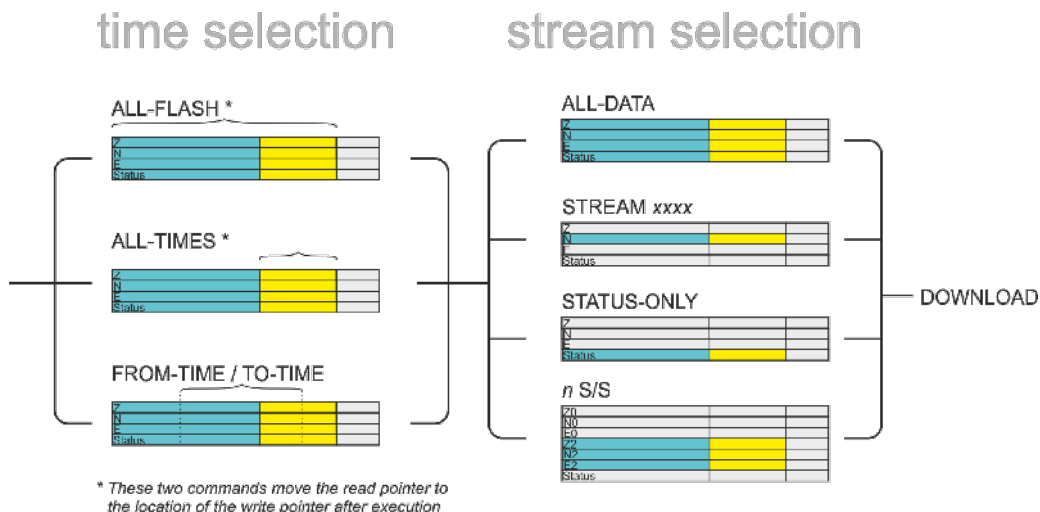 time selection
stream selection
ALL-FLASH *
Z
N
E
Status
ALL-TIMES *
Z
N
E
Status
FROM-TIME / TO-TIME
Z
N
E
Status
* These two commands move the read pointer to
the location of the write pointer after execution
ALL-DATA
Z
N
E
Status
STREAM xxxx
Z
N
E
Status
STATUS-ONLY
Z
N
E
Status
n S/S
Z0
N0
E0
Z2
N2
E2
Status
DOWNLOAD